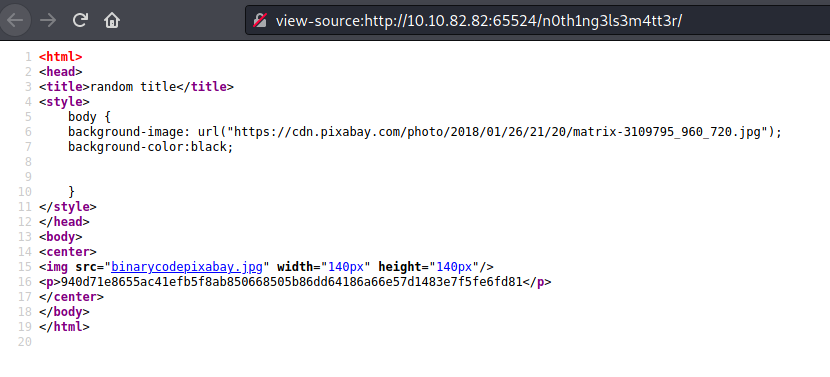 view-source:http://10.10.82.82:65524/n0th1ng3ls3m4tt3r/
1 <html>
2 <head>
3 <title>random title</title>
4 <style>
5 body {
6 background-image: url("https://cdn.pixabay.com/photo/2018/01/26/21/20/matrix-3109795_960_720.jpg");
7 background-color:black;
8
9
10 }
11 </style>
12 </head>
13 <body>
14 <center>
15 <img src="binarycodepixabay.jpg" width="140px" height="140px"/>
16 <p>940d71e8655ac41efb5f8ab850668505b86dd64186a66e57d1483e7f5fe6fd81</p>
17 </center>
18 </body>
19 </html>
20